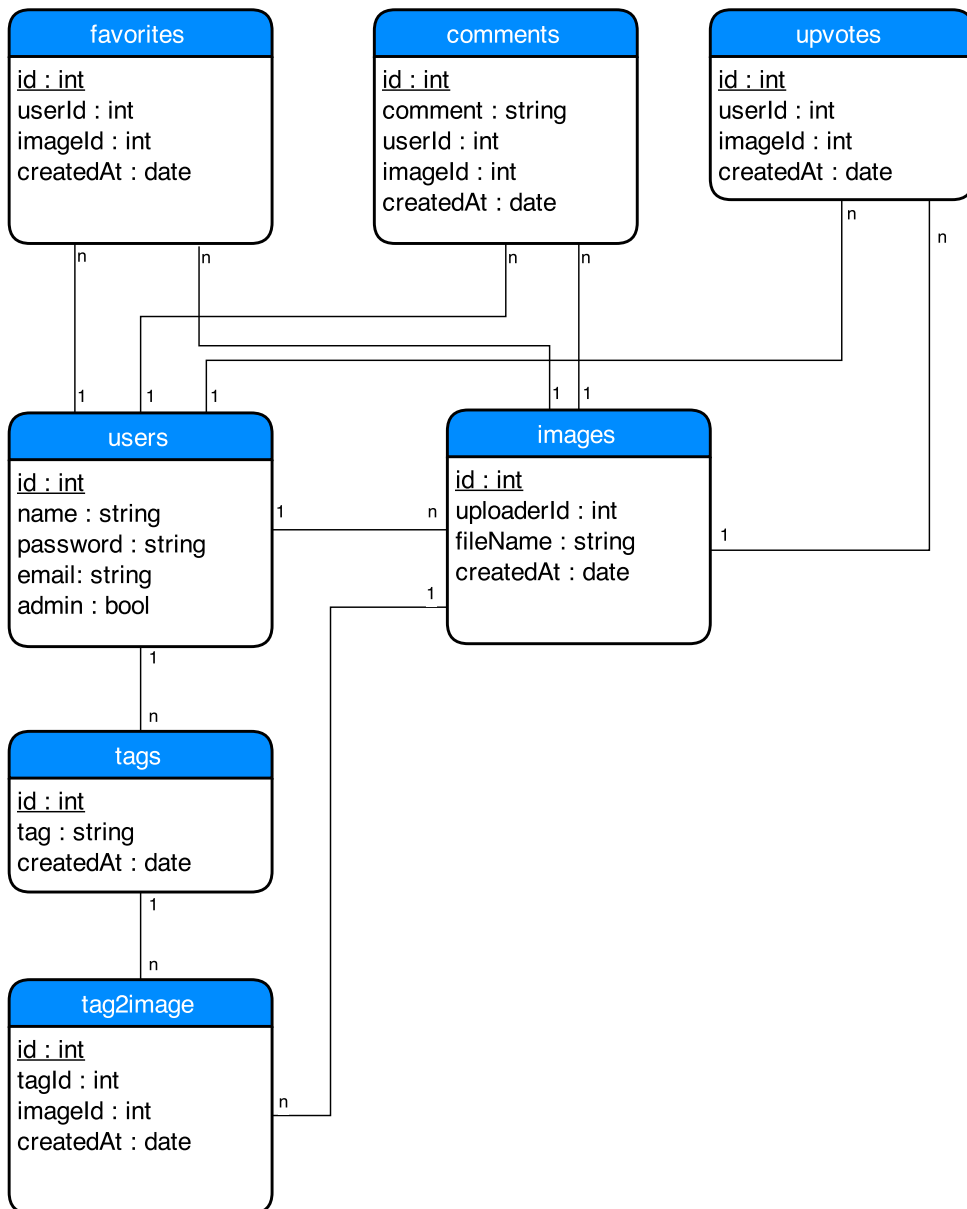 favorites
id : int
userId : int
imageId : int
createdAt : date
comments
id : int
comment : string
userId : int
imageId : int
createdAt : date
upvotes
id : int
userId : int
imageId : int
createdAt : date
n
n
n
n
n
n
1
1
1
1
1
users
id : int
name : string
password : string
email: string
admin : bool
images
id : int
uploaderId : int
fileName : string
createdAt : date
1
n
1
1
1
n
tags
id : int
tag : string
createdAt : date
1
n
tag2image
id : int
tagId : int
imageId : int
createdAt : date
n